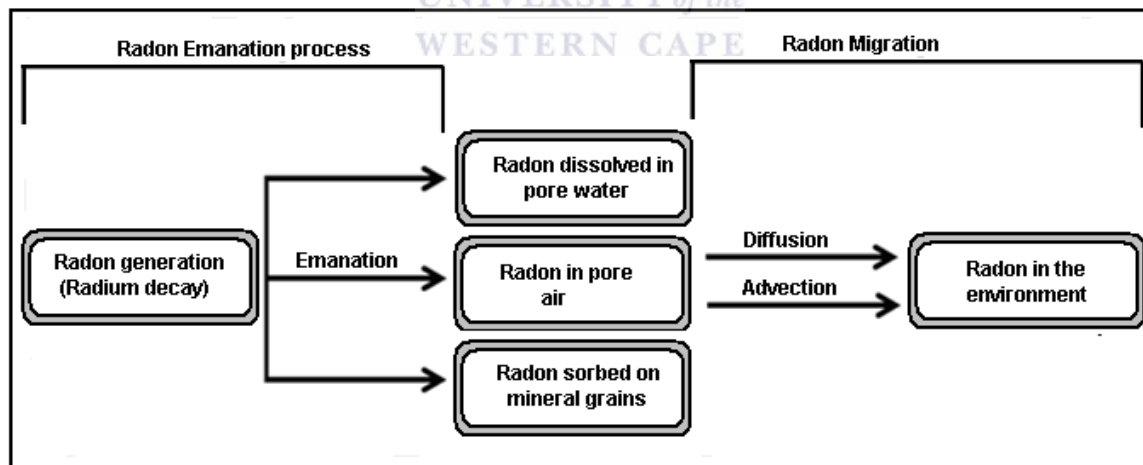 UNIVERSITY of the
WESTERN CAPE
Radon Emanation process
Radon Migration
Radon dissolved in
pore water
Radon generation
(Radium decay)
Emanation
Radon in pore
air
Diffusion
Advection
Radon in the
environment
Radon sorbed on
mineral grains